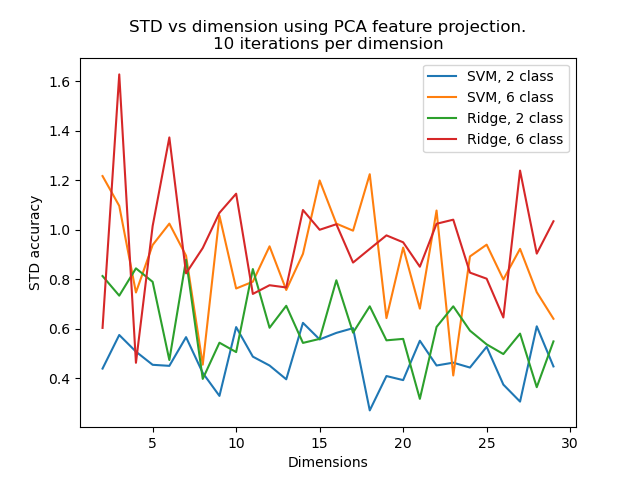 STD vs dimension using PCA feature projection.
10 iterations per dimension
SVM, 2 class
SVM, 6 class
Ridge, 2 class
Ridge, 6 class
1.6
1.4
1.2
1.0
0.8
0.6
0.4
STD accuracy
5
10
15
20
25
30
Dimensions